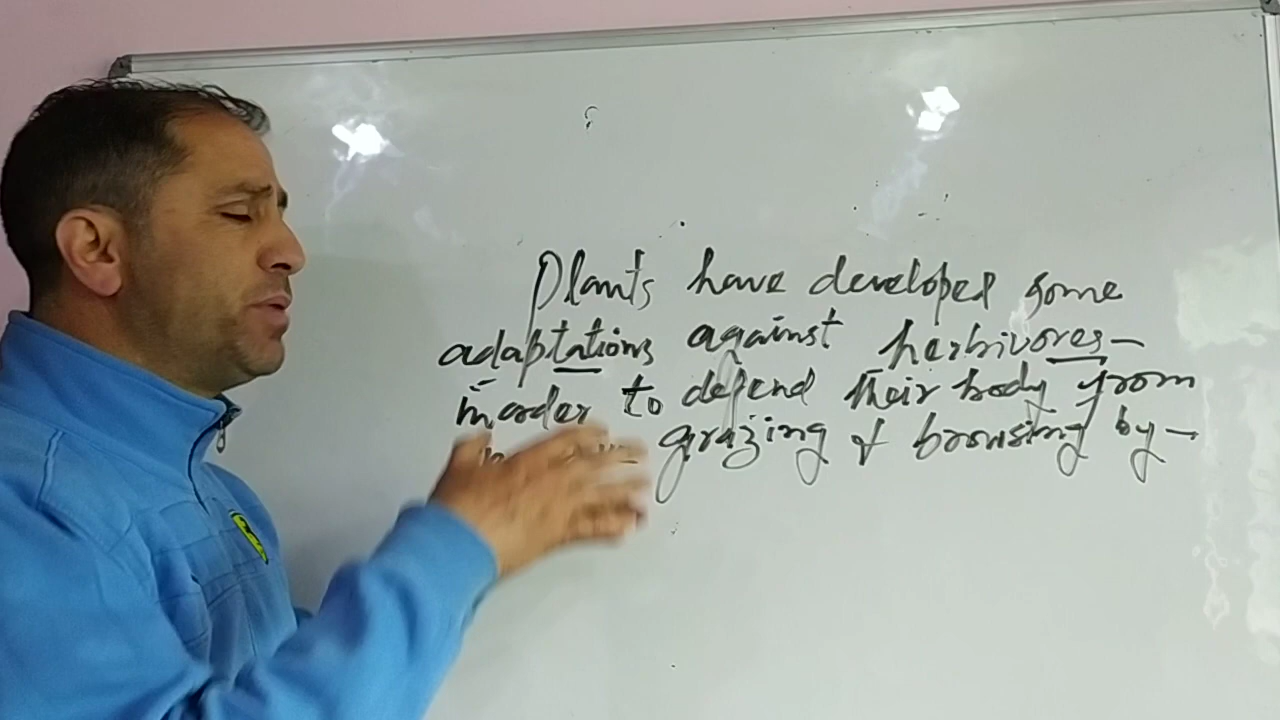 Plants have developed some
adaptations against herbivores-
in order to defend their body from
grazing & browsing by-